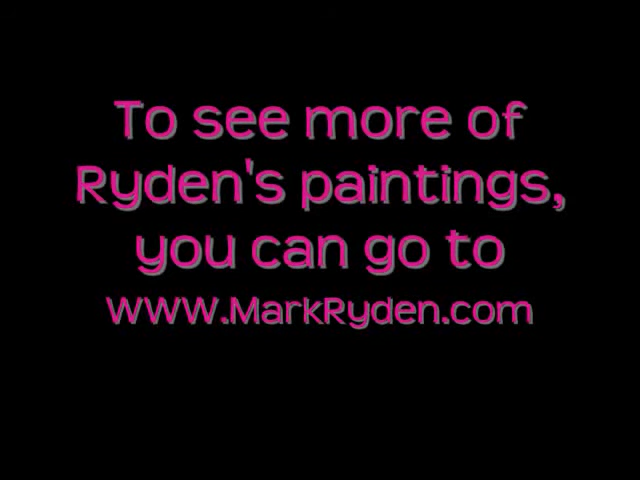 To see more of
Ryden's paintings,
you can go to
WWW.MarkRyden.com